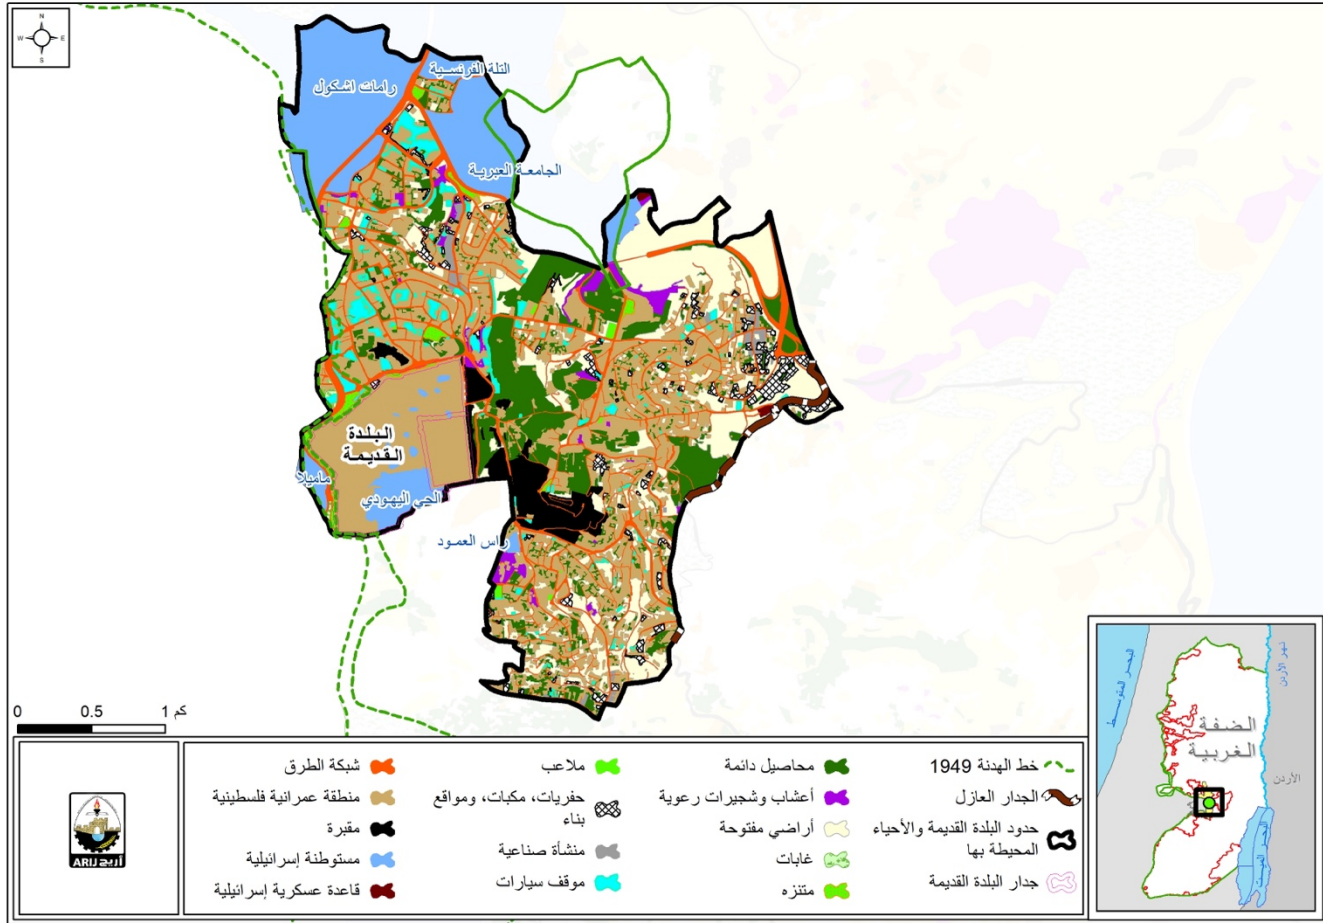 N
W
E
S
التلة الفرنسية
رامات اشكول
الجامعة العبرية
البلدة
القديمة
ماميلا
الحي اليهودي
راس العمود
0 0.5 1 كم
البحر المتوسط
نهر الأردن
الضفة
الغربية
الأردن
البحر الميت
خط الهدنة 1949
الجدار العازل
حدود البلدة القديمة والأحياء
المحيطة بها
جدار البلدة القديمة
محاصيل دائمة
أعشاب وشجيرات رعوية
أراضي مفتوحة
غابات
متنزه
ملاعب
حفريات، مكبات، ومواقع
بناء
منشأة صناعية
موقف سيارات
شبكة الطرق
منطقة عمرانية فلسطينية
مقبرة
مستوطنة إسرائيلية
قاعدة عسكرية إسرائيلية
ARIJ أريج